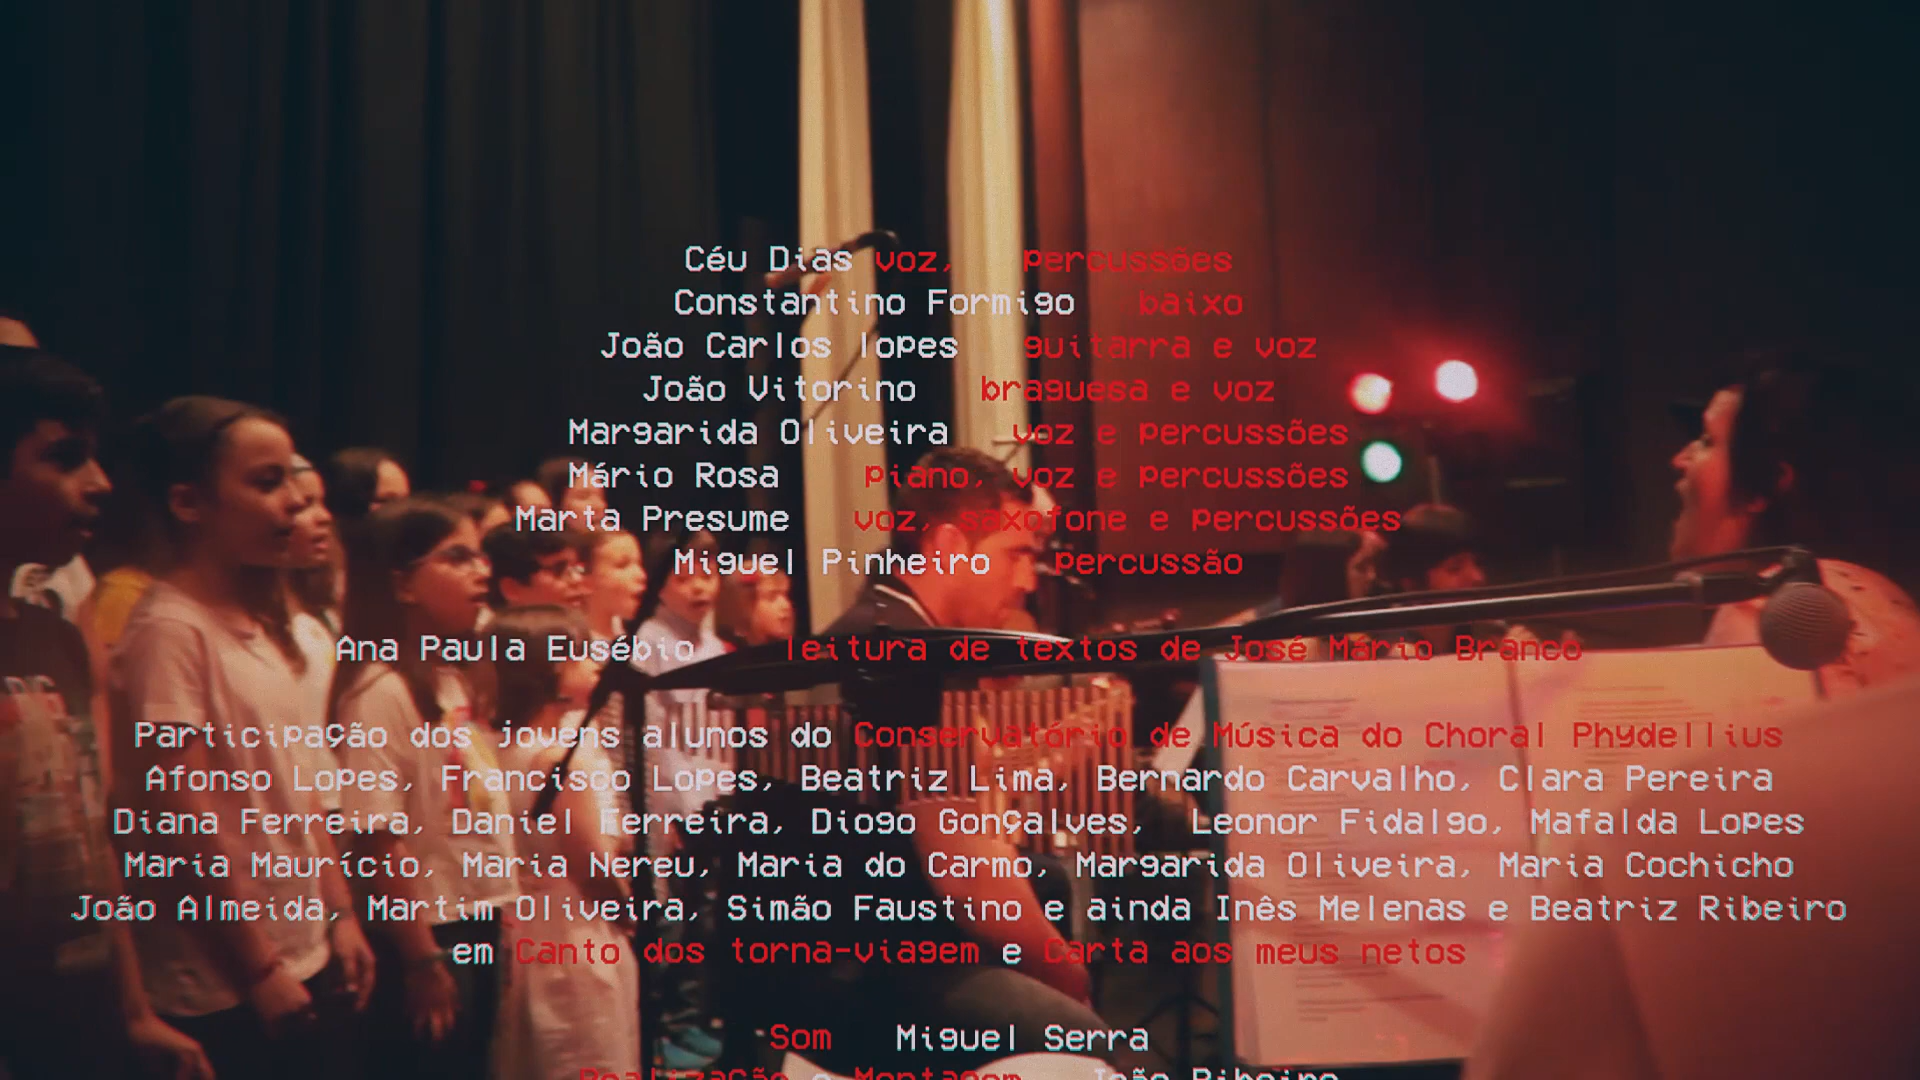 Céu Dias voz, percussões
Constantino Formigo baixo
João Carlos lopes guitarra e voz
João Vitorino braguesa e voz
Margarida Oliveira voz e percussões
Mário Rosa piano, voz e percussões
Marta Presume voz, saxofone e percussões
Miguel Pinheiro percussão
Ana Paula Eusébio leitura de textos de José Mário Branco
Participação dos jovens alunos do Conservatório de Música do Choral Phydellius
Afonso Lopes, Francisco Lopes, Beatriz Lima, Bernardo Carvalho, Clara Pereira
Diana Ferreira, Daniel Ferreira, Diogo Gonçalves, Leonor Fidalgo, Mafalda Lopes
Maria Maurício, Maria Nereu, Maria do Carmo, Margarida Oliveira, Maria Cochicho
João Almeida, Martim Oliveira, Simão Faustino e ainda Inês Melenas e Beatriz Ribeiro
em Canto dos torna-viagem e Carta aos meus netos
Som Miguel Serra
Realização e Montagem João Ribeiro